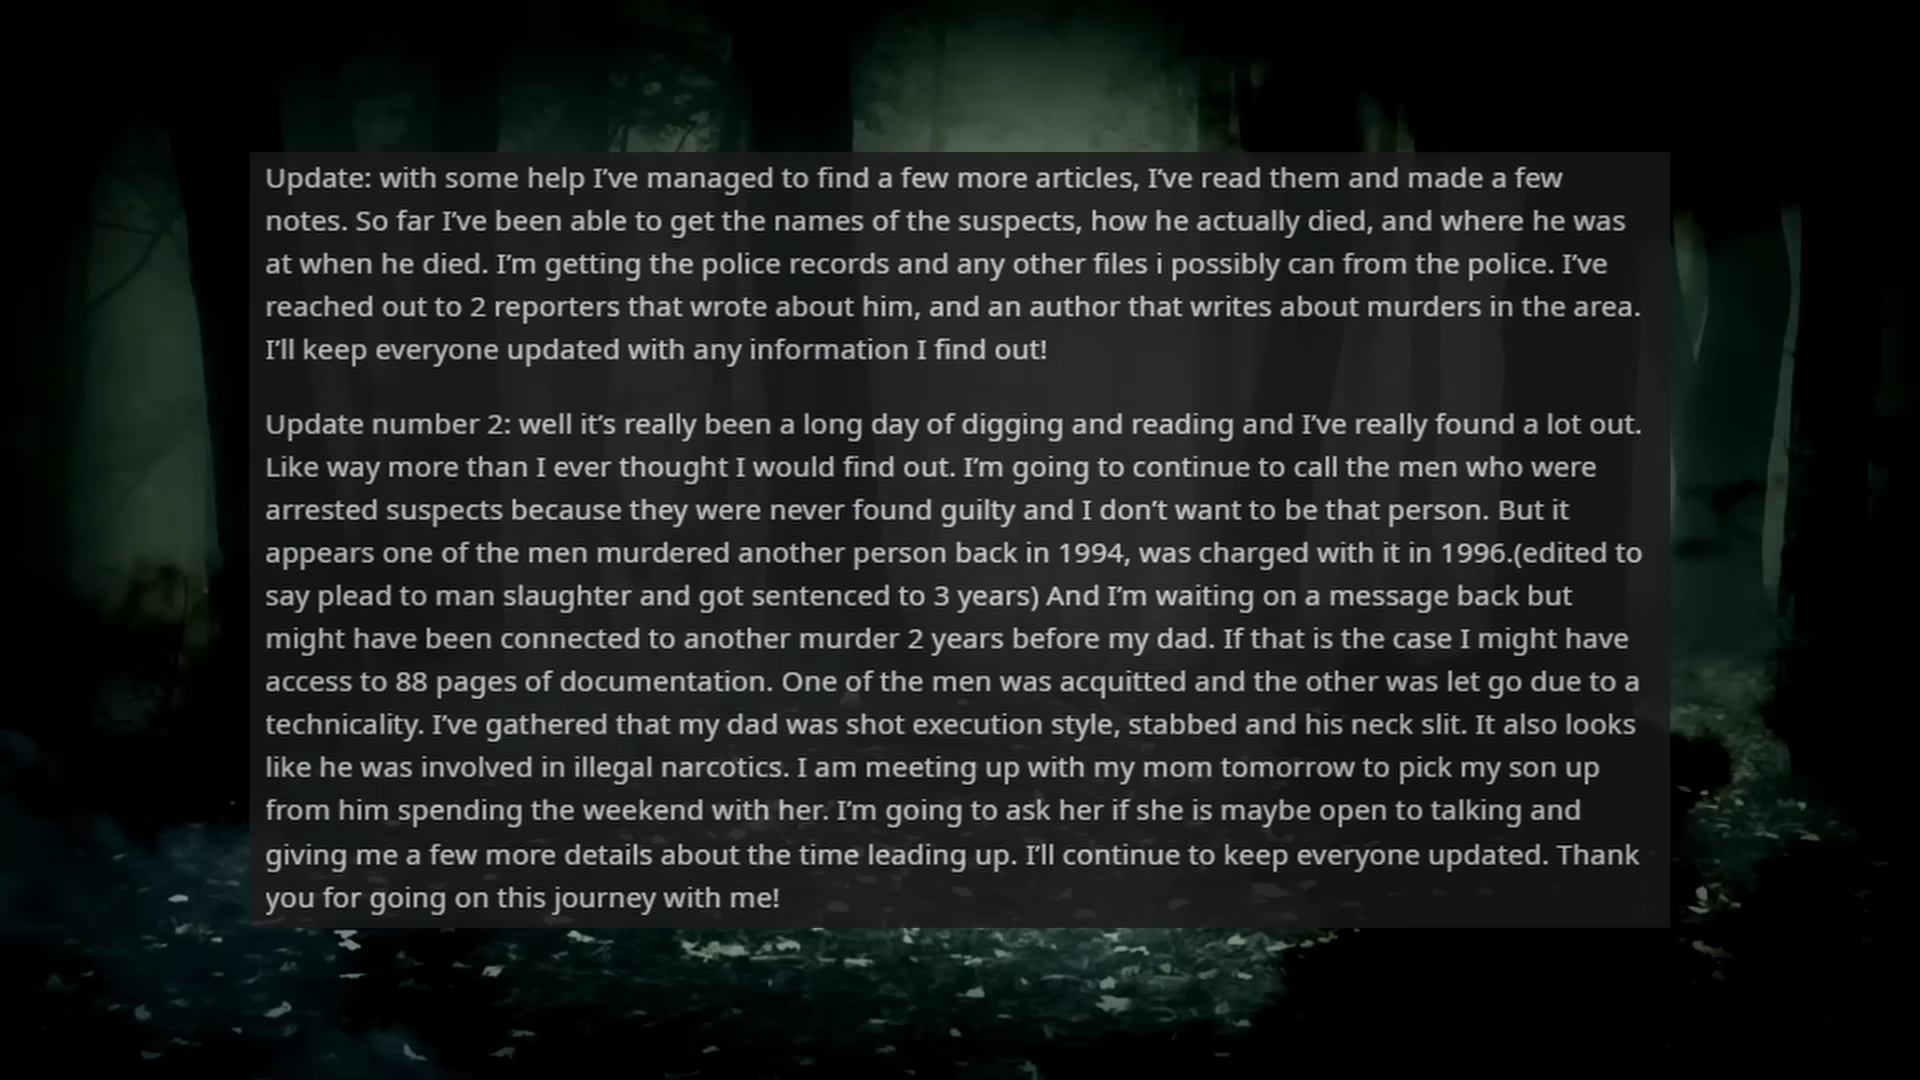 Update: with some help I’ve managed to find a few more articles, I’ve read them and made a few
notes. So far I’ve been able to get the names of the suspects, how he actually died, and where he was
at when he died. I’m getting the police records and any other files i possibly can from the police. I’ve
reached out to 2 reporters that wrote about him, and an author that writes about murders in the area.
I’ll keep everyone updated with any information I find out!
Update number 2: well it’s really been a long day of digging and reading and I’ve really found a lot out.
Like way more than I ever thought I would find out. I’m going to continue to call the men who were
arrested suspects because they were never found guilty and I don’t want to be that person. But it
appears one of the men murdered another person back in 1994, was charged with it in 1996.(edited to
say plead to man slaughter and got sentenced to 3 years) And I’m waiting on a message back but
might have been connected to another murder 2 years before my dad. If that is the case I might have
access to 88 pages of documentation. One of the men was acquitted and the other was let go due to a
technicality. I’ve gathered that my dad was shot execution style, stabbed and his neck slit. It also looks
like he was involved in illegal narcotics. I am meeting up with my mom tomorrow to pick my son up
from him spending the weekend with her. I’m going to ask her if she is maybe open to talking and
giving me a few more details about the time leading up. I’ll continue to keep everyone updated. Thank
you for going on this journey with me!